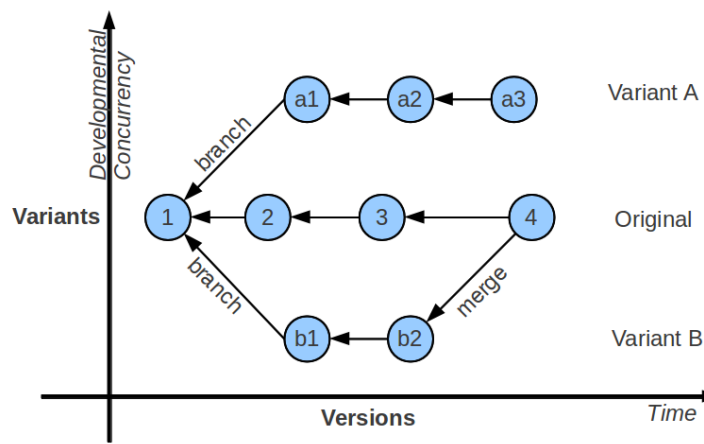 Developmental
Concurrency
a1
a2
a3
Variant A
branch
Variants
1
2
3
4
Original
branch
merge
b1
b2
Variant B
Time
Versions